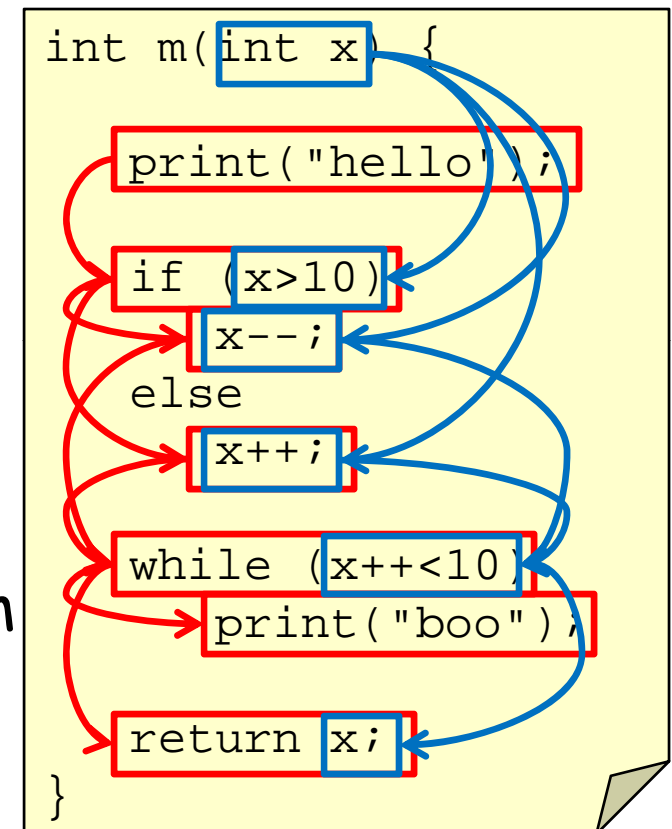 int m(int x) {
print("hello");
if (x>10)
x--;
else
x++;
while (x++<10)
print("boo");
return x;
}